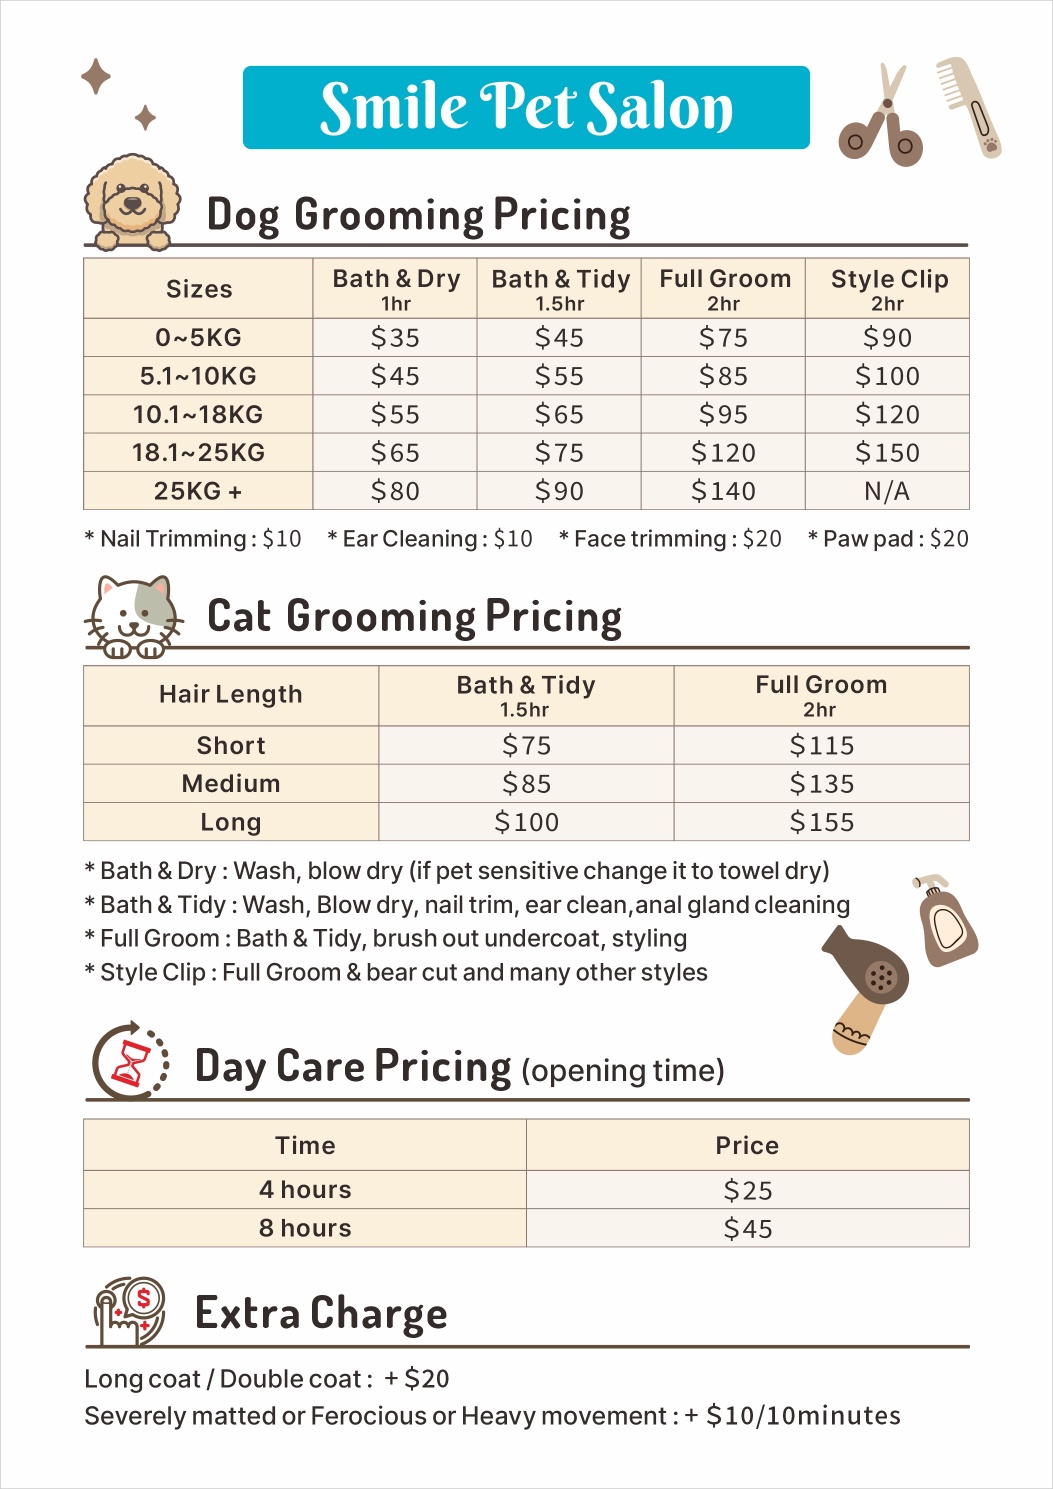 Smile Pet Salon
Dog Grooming Pricing
Sizes Bath & Dry 1hr Bath & Tidy 1.5hr Full Groom 2hr Style Clip 2hr
0~5KG $35 $45 $75 $90
5.1~10KG $45 $55 $85 $100
10.1~18KG $55 $65 $95 $120
18.1~25KG $65 $75 $120 $150
25KG + $80 $90 $140 N/A
* Nail Trimming : $10 * Ear Cleaning : $10 * Face trimming : $20 * Paw pad : $20
Cat Grooming Pricing
Hair Length Bath & Tidy 1.5hr Full Groom 2hr
Short $75 $115
Medium $85 $135
Long $100 $155
* Bath & Dry : Wash, blow dry (if pet sensitive change it to towel dry)
* Bath & Tidy : Wash, Blow dry, nail trim, ear clean,anal gland cleaning
* Full Groom : Bath & Tidy, brush out undercoat, styling
* Style Clip : Full Groom & bear cut and many other styles
Day Care Pricing (opening time)
Time Price
4 hours $25
8 hours $45
$
Extra Charge
Long coat / Double coat : + $20
Severely matted or Ferocious or Heavy movement : + $10/10minutes